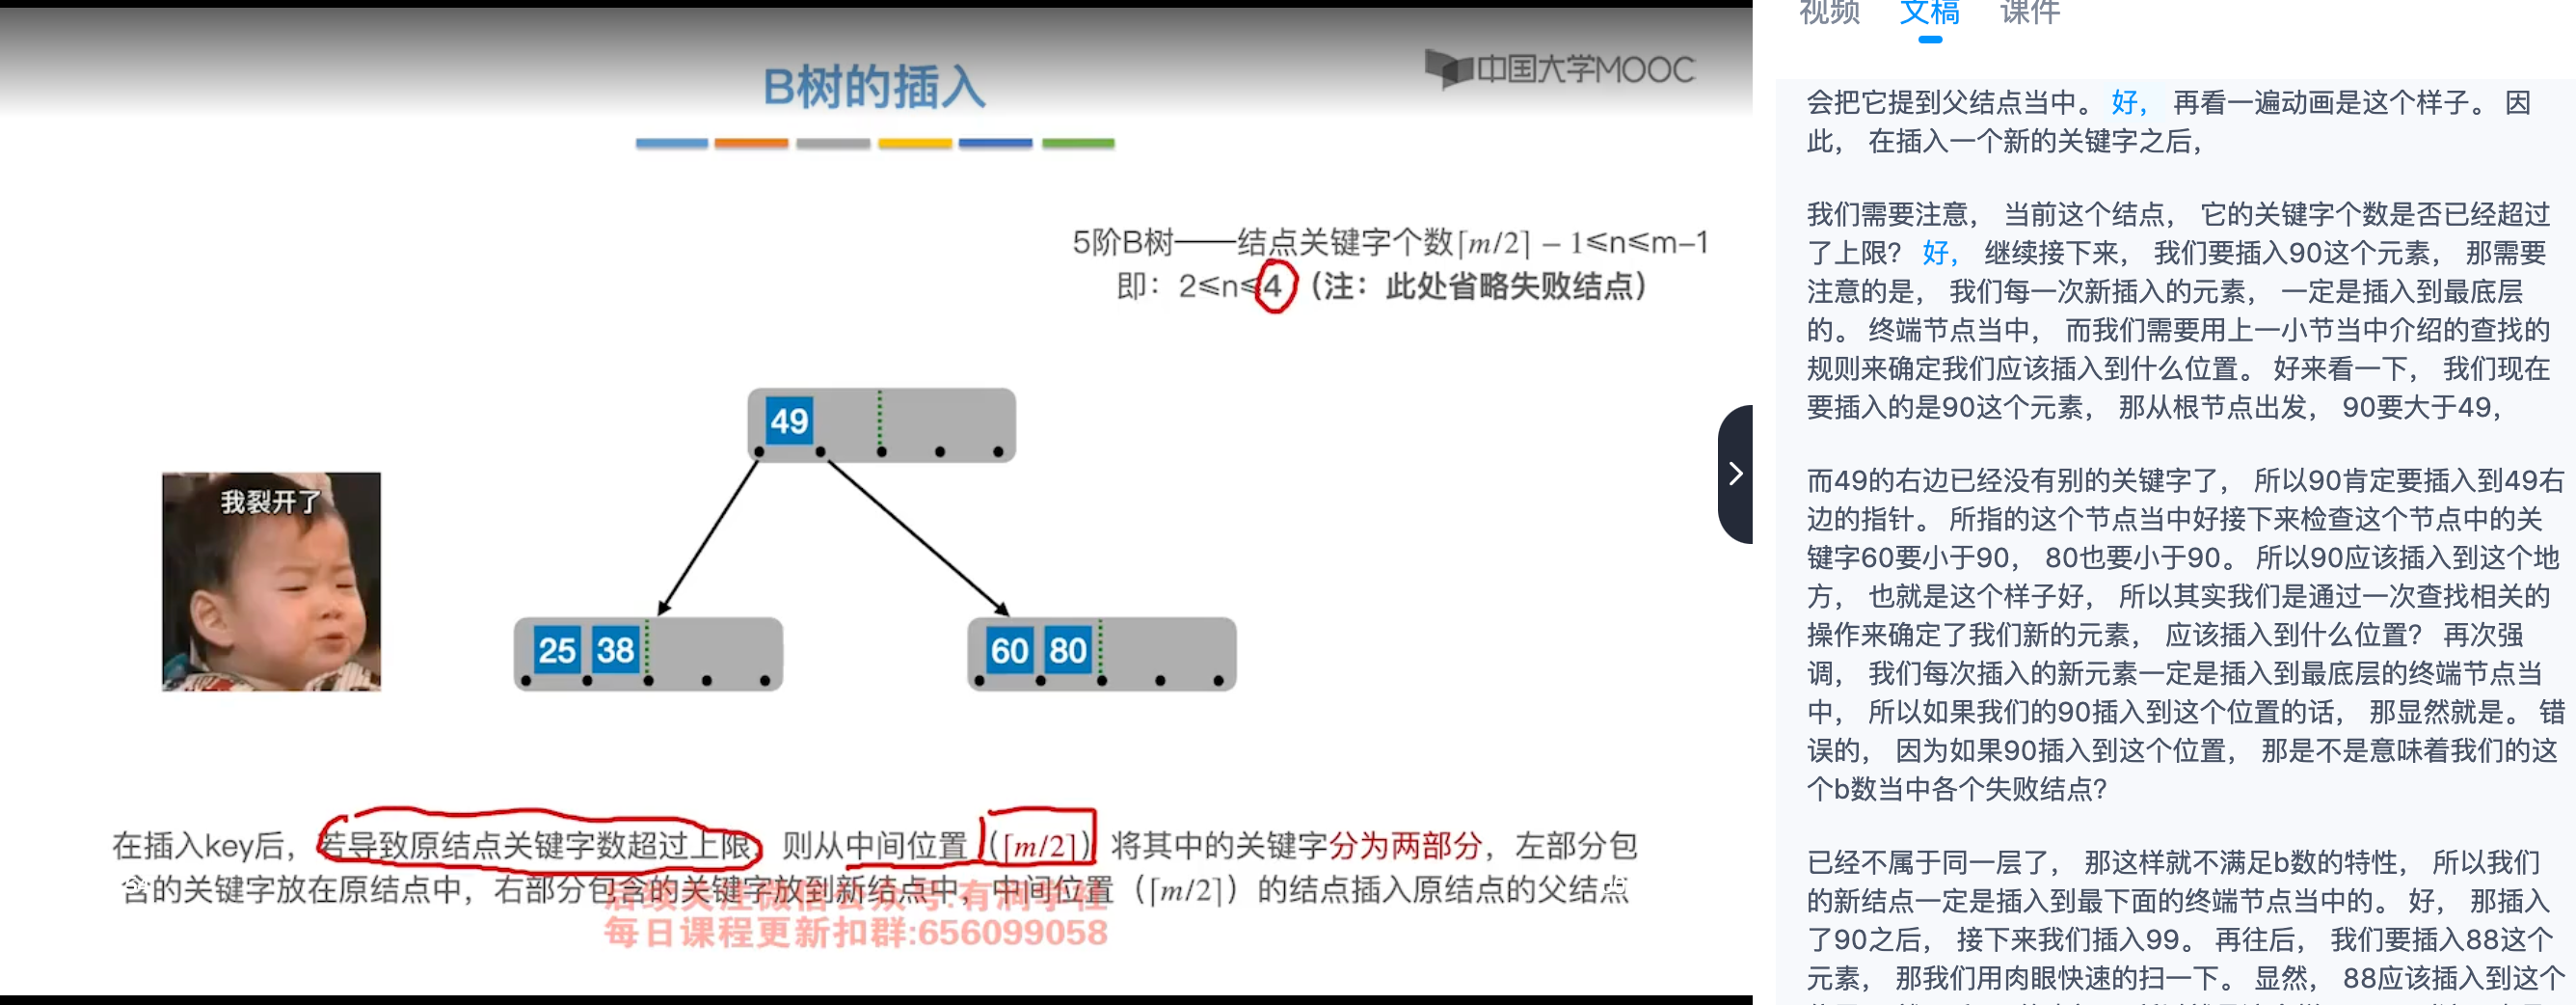 B树的插入
中国大学MOOC
5阶B树——结点关键字个数⌈m/2⌉ – 1⩽n⩽m–1
即：2⩽n⩽4（注：此处省略失败结点）
49
我裂开了
25 38
60 80
在插入key后，若导致原结点关键字数超过上限，则从中间位置（⌈m/2⌉）将其中的关键字分为两部分，左部分包
含的关键字放在原结点中，右部分包含的关键字放到新结点中，中间位置（⌈m/2⌉）的结点插入原结点的父结点
后续关注微信公众号:有洞学社
每日课程更新扣群:656099058
视频 文稿 课件
会把它提到父结点当中。 好， 再看一遍动画是这个样子。 因
此， 在插入一个新的关键字之后，
我们需要注意， 当前这个结点， 它的关键字个数是否已经超过
了上限？ 好， 继续接下来， 我们要插入90这个元素， 那需要
注意的是， 我们每一次新插入的元素， 一定是插入到最底层
的。 终端节点当中， 而我们需要用上一小节当中介绍的查找的
规则来确定我们应该插入到什么位置。 好来看一下， 我们现在
要插入的是90这个元素， 那从根节点出发， 90要大于49，
而49的右边已经没有别的关键字了， 所以90肯定要插入到49右
边的指针。 所指的这个节点当中好接下来检查这个节点中的关
键字60要小于90， 80也要小于90。 所以90应该插入到这个地
方， 也就是这个样子好， 所以其实我们是通过一次查找相关的
操作来确定了我们新的元素， 应该插入到什么位置？ 再次强
调， 我们每次插入的新元素一定是插入到最底层的终端节点当
中， 所以如果我们的90插入到这个位置的话， 那显然就是。 错
误的， 因为如果90插入到这个位置， 那是不是意味着我们的这
个b数当中各个失败结点？
已经不属于同一层了， 那这样就不满足b数的特性， 所以我们
的新结点一定是插入到最下面的终端节点当中的。 好， 那插入
了90之后， 接下来我们插入99。 再往后， 我们要插入88这个
元素， 那我们用肉眼快速的扫一下。 显然， 88应该插入到这个